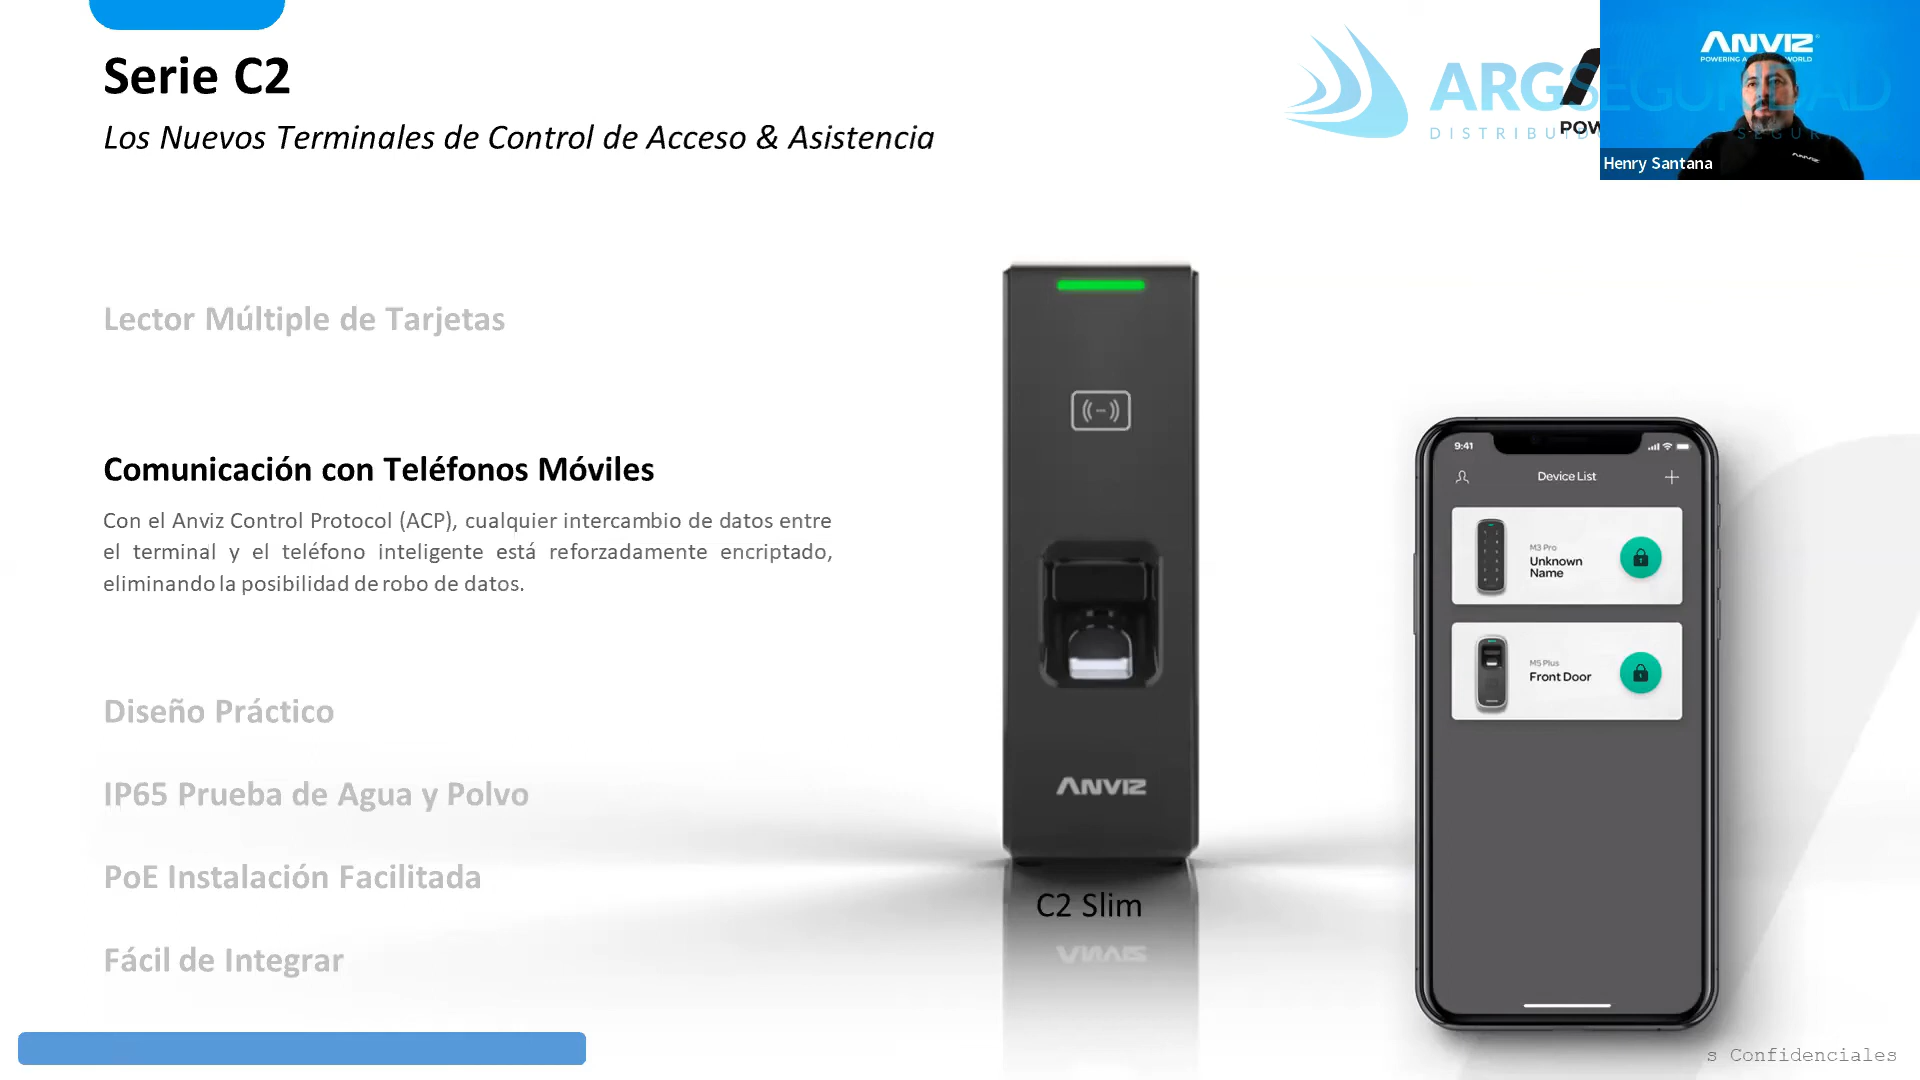 Serie C2
Los Nuevos Terminales de Control de Acceso & Asistencia
ARGSEGURIDAD
ANVIZ
Henry Santana
Lector Múltiple de Tarjetas
Comunicación con Teléfonos Móviles
Con el Anviz Control Protocol (ACP), cualquier intercambio de datos entre
el terminal y el teléfono inteligente está reforzadamente encriptado,
eliminando la posibilidad de robo de datos.
Diseño Práctico
IP65 Prueba de Agua y Polvo
PoE Instalación Facilitada
Fácil de Integrar
ANVIZ
C2 Slim
9:41
Device List
M3 Pro
Unknown
Name
M5 Plus
Front Door
s Confidenciales